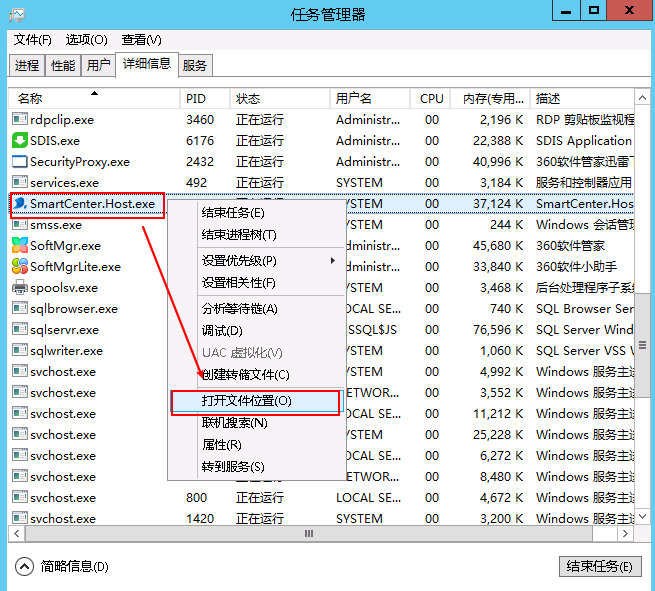 任务管理器
文件(F) 选项(O) 查看(V)
进程 性能 用户 详细信息 服务
名称 PID 状态 用户名 CPU 内存(专用... 描述
rdpclip.exe 3460 正在运行 Administr... 00 2,196 K RDP 剪贴板监视程
SDIS.exe 6176 正在运行 Administr... 00 22,388 K SDIS Application
SecurityProxy.exe 2432 正在运行 Administr... 00 40,996 K 360软件管家迅雷下
services.exe 492 正在运行 SYSTEM 00 3,184 K 服务和控制器应用
SmartCenter.Host.exe YSTEM 00 37,124 K SmartCenter.Host
smss.exe 结束任务(E) YSTEM 00 244 K Windows 会话管理
SoftMgr.exe 结束进程树(T) dministr... 00 45,680 K 360软件管家
SoftMgrLite.exe 设置优先级(P) dministr... 00 33,840 K 360软件小助手
spoolsv.exe 设置相关性(F) YSTEM 00 3,468 K 后台处理程序子系统
sqlbrowser.exe 分析等待链(A) OCAL SE... 00 740 K SQL Browser Serv
sqlservr.exe 调试(D) SSQL$JS 00 76,596 K SQL Server Wind
sqlwriter.exe UAC 虚拟化(V) YSTEM 00 1,060 K SQL Server VSS W
svchost.exe 创建转储文件(C) YSTEM 00 4,992 K Windows 服务主进
svchost.exe 打开文件位置(O) ETWOR... 00 3,552 K Windows 服务主进
svchost.exe 联机搜索(N) OCAL SE... 00 11,212 K Windows 服务主进
svchost.exe 属性(R) YSTEM 00 25,228 K Windows 服务主进
svchost.exe 转到服务(S) OCAL SE... 00 6,272 K Windows 服务主进
svchost.exe ETWOR... 00 8,480 K Windows 服务主进
svchost.exe 800 正在运行 LOCAL SE... 00 4,672 K Windows 服务主进
svchost.exe 1420 正在运行 SYSTEM 00 3,200 K Windows 服务主进
简略信息(D) 结束任务(E)